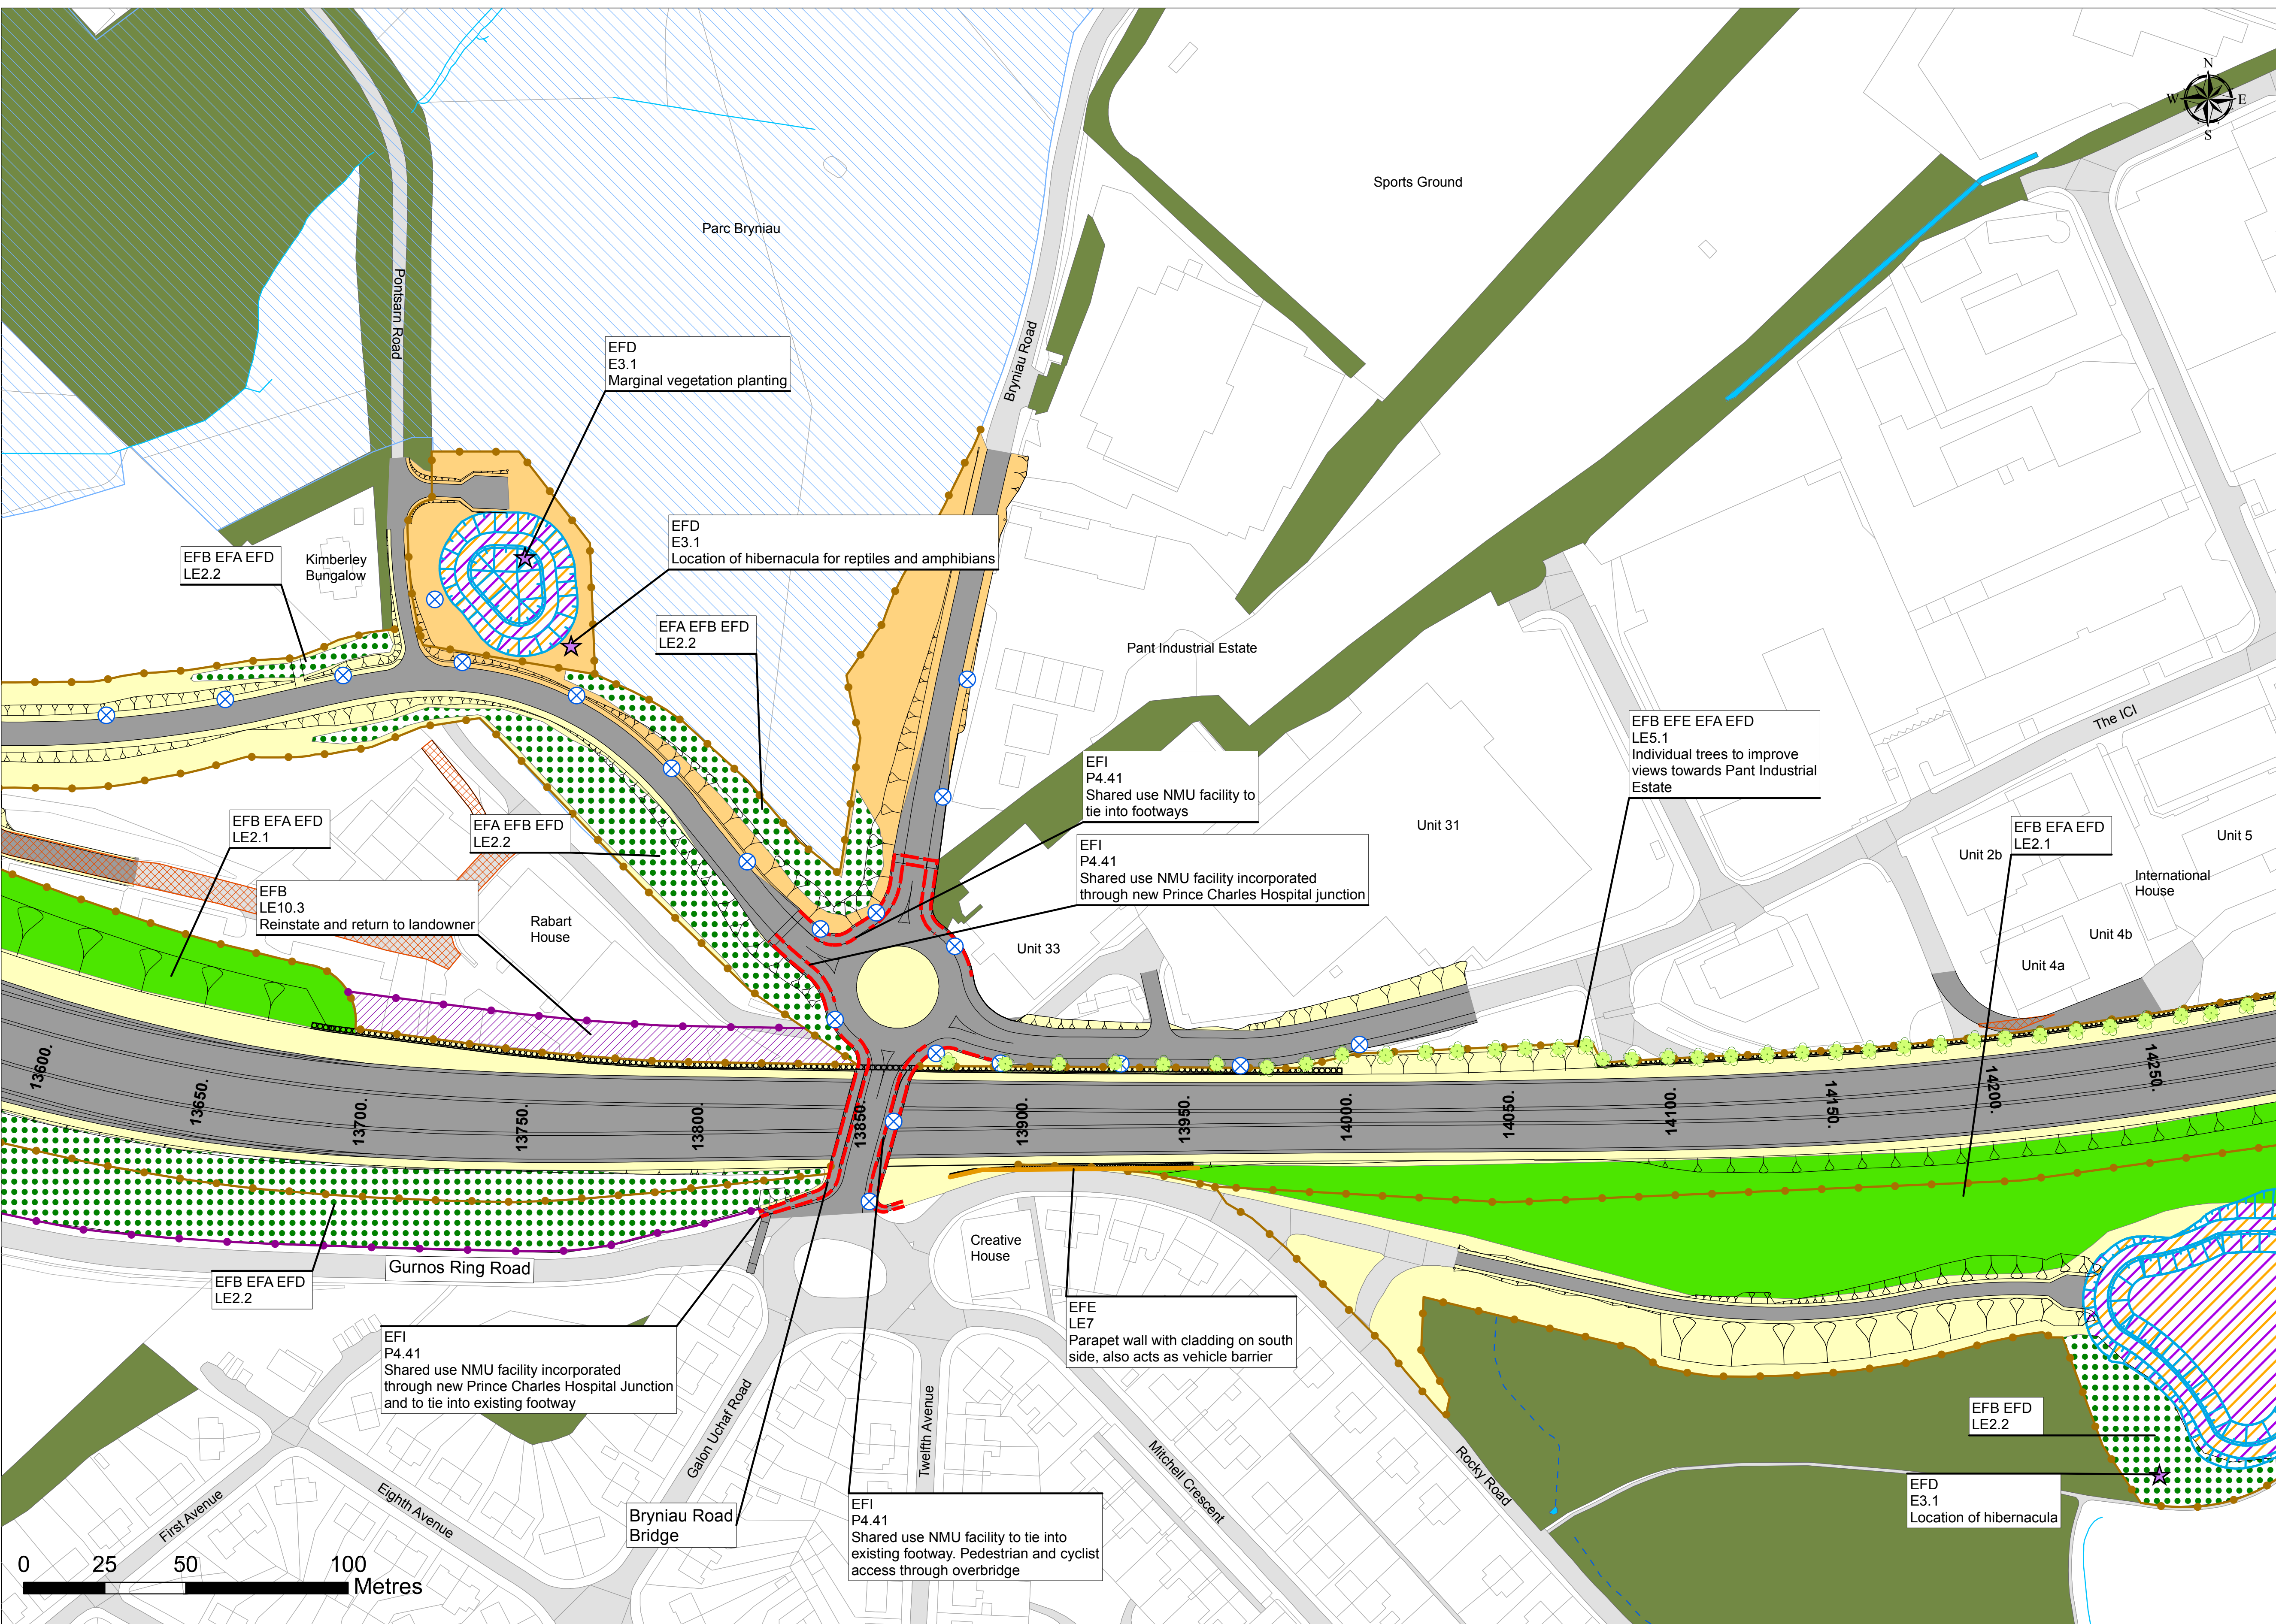 N
W
E
S
Sports Ground
Parc Bryniau
Pontsarn Road
Bryniau Road
EFD
E3.1
Marginal vegetation planting
EFD
E3.1
Location of hibernacula for reptiles and amphibians
EFB EFA EFD
LE2.2
Kimberley
Bungalow
EFA EFB EFD
LE2.2
Pant Industrial Estate
The ICI
EFB EFE EFA EFD
LE5.1
Individual trees to improve
views towards Pant Industrial
Estate
EFI
P4.41
Shared use NMU facility to
tie into footways
EFB EFA EFD
LE2.1
EFA EFB EFD
LE2.2
Unit 31
EFB EFA EFD
LE2.1
Unit 5
Unit 2b
International
House
EFI
P4.41
Shared use NMU facility incorporated
through new Prince Charles Hospital junction
EFB
LE10.3
Reinstate and return to landowner
Rabart
House
Unit 33
Unit 4b
Unit 4a
13600.
13650.
13700.
13750.
13800.
13850.
13900.
13950.
14000.
14050.
14100.
14150.
14200.
14250.
Creative
House
Gurnos Ring Road
EFB EFA EFD
LE2.2
EFE
LE7
Parapet wall with cladding on south
side, also acts as vehicle barrier
EFI
P4.41
Shared use NMU facility incorporated
through new Prince Charles Hospital Junction
and to tie into existing footway
Galon Uchaf Road
Twelfth Avenue
Mitchell Crescent
Rocky Road
EFB EFD
LE2.2
First Avenue
Eighth Avenue
EFD
E3.1
Location of hibernacula
Bryniau Road
Bridge
EFI
P4.41
Shared use NMU facility to tie into
existing footway. Pedestrian and cyclist
access through overbridge
0 25 50 100
Metres